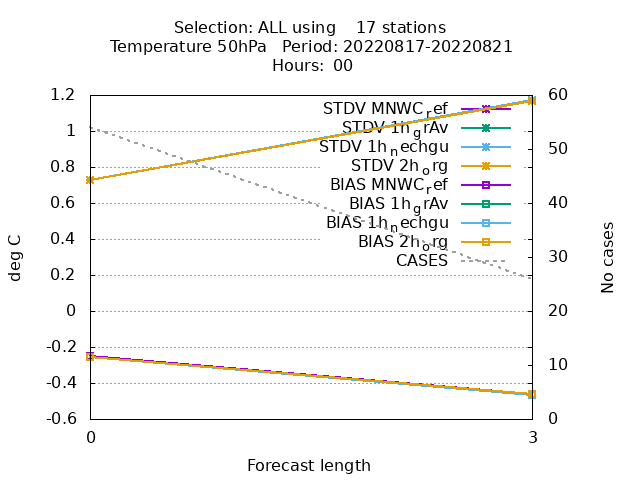 Selection: ALL using    17 stations
Temperature 50hPa   Period: 20220817-20220821
Hours:  00
1.2
1
0.8
0.6
0.4
0.2
0
-0.2
-0.4
-0.6
deg C
STDV MNWC_ref
STDV 1h_grAv
STDV 1h_nechgu
STDV 2h_org
BIAS MNWC_ref
BIAS 1h_grAv
BIAS 1h_nechgu
BIAS 2h_org
CASES
60
50
40
30
20
10
0
No cases
0
3
Forecast length